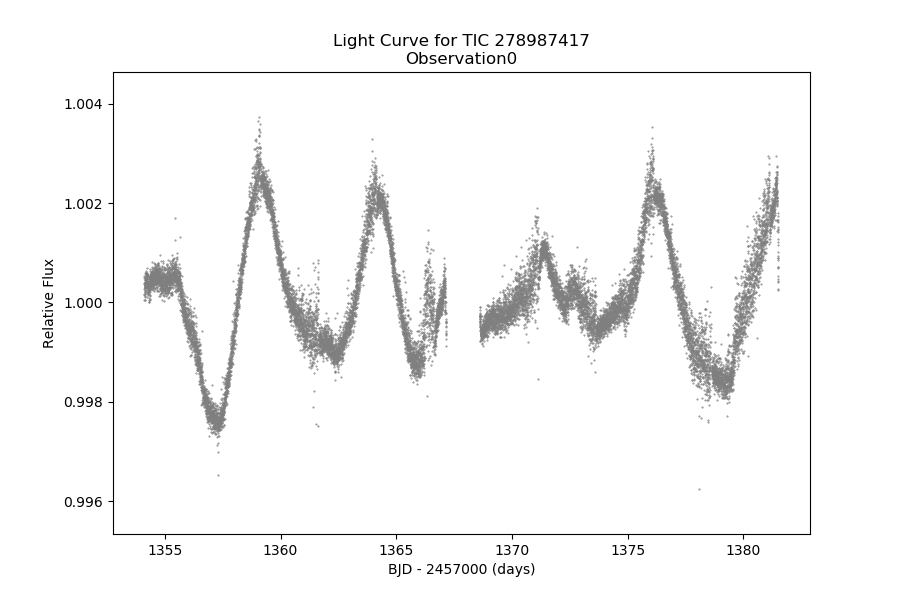 Light Curve for TIC 278987417
Observation0
1.004
1.002
1.000
0.998
0.996
Relative Flux
1355 1360 1365 1370 1375 1380
BJD - 2457000 (days)